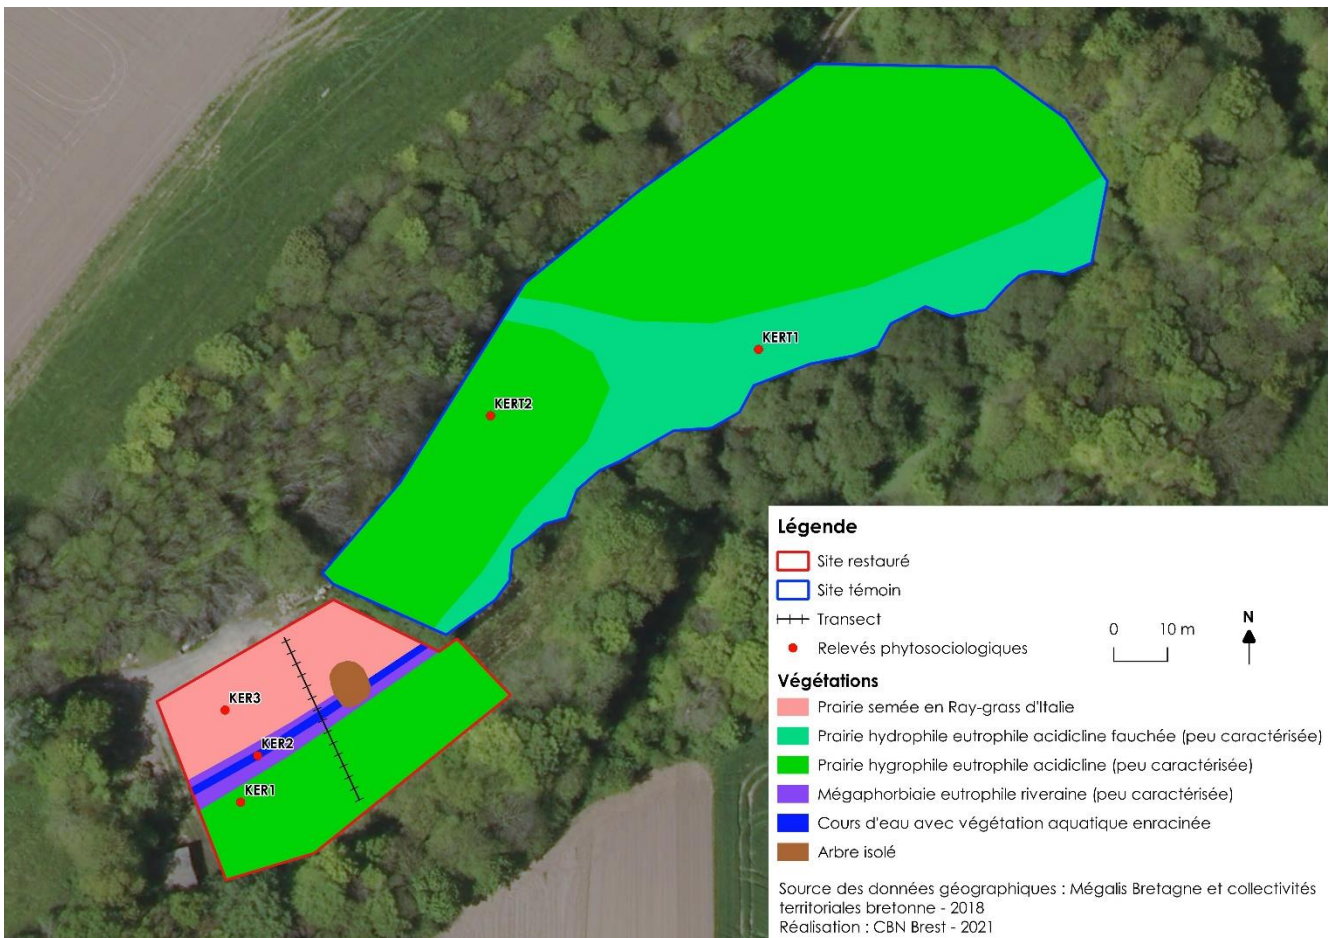 KERT1
KERT2
KER3
KER2
KER1
Légende
Site restauré
Site témoin
Transect
Relevés phytosociologiques
0 10 m
N
Végétations
Prairie semée en Ray-grass d'Italie
Prairie hydrophile eutrophile acidicline fauchée (peu caractérisée)
Prairie hygrophile eutrophile acidicline (peu caractérisée)
Mégaphorbiaie eutrophile riveraine (peu caractérisée)
Cours d'eau avec végétation aquatique enracinée
Arbre isolé
Source des données géographiques : Mégalis Bretagne et collectivités
territoriales bretonne - 2018
Réalisation : CBN Brest - 2021